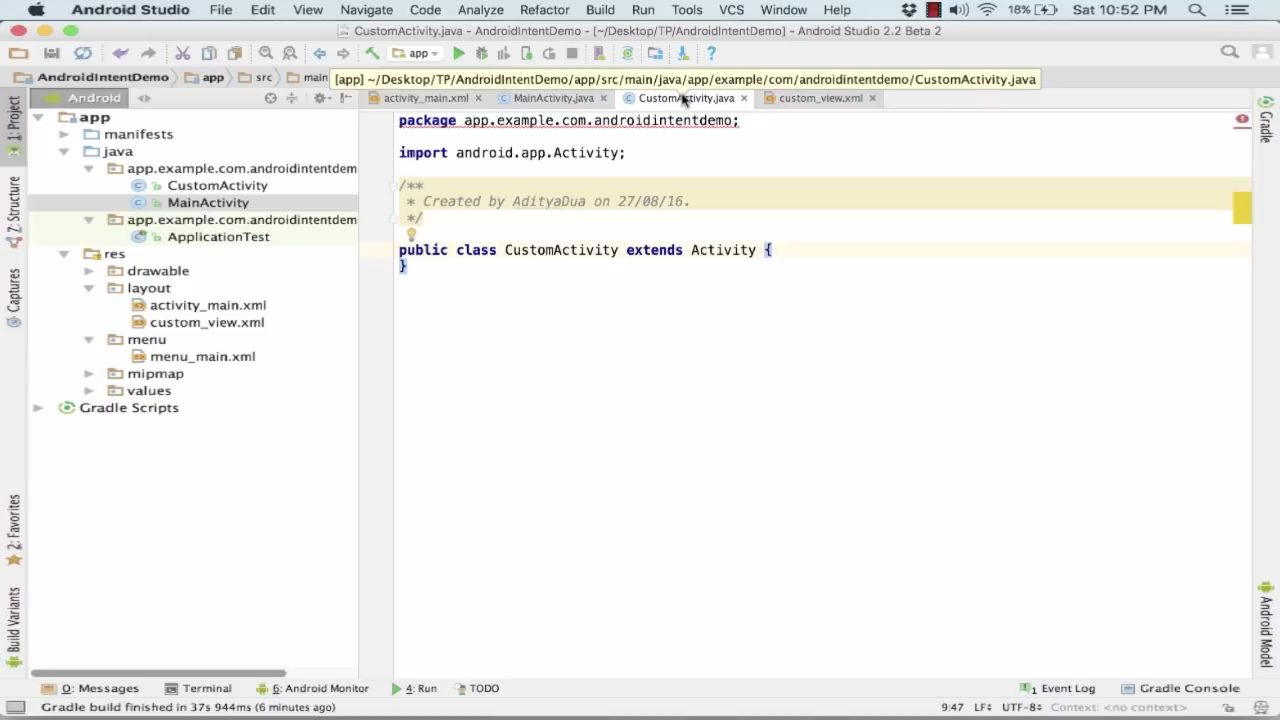 Android Studio File Edit View Navigate Code Analyze Refactor Build Run Tools VCS Window Help 18% Sat 10:52 PM
CustomActivity.java - AndroidIntentDemo - [~/Desktop/TP/AndroidIntentDemo] - Android Studio 2.2 Beta 2
app
AndroidIntentDemo app src main
[app] ~/Desktop/TP/AndroidIntentDemo/app/src/main/java/app/example/com/androidintentdemo/CustomActivity.java
Android
activity_main.xml MainActivity.java CustomActivity.java custom_view.xml
1: Project
Z: Structure
Captures
2: Favorites
Build Variants
app
manifests
java
app.example.com.androidintentdem
CustomActivity
MainActivity
app.example.com.androidintentdem
ApplicationTest
res
drawable
layout
activity_main.xml
custom_view.xml
menu
menu_main.xml
mipmap
values
Gradle Scripts
package app.example.com.androidintentdemo;
import android.app.Activity;
/**
* Created by AdityaDua on 27/08/16.
*/
public class CustomActivity extends Activity {
}
Gradle
Android Model
0: Messages Terminal 6: Android Monitor 4: Run TODO 1 Event Log Gradle Console
Gradle build finished in 37s 944ms (6 minutes ago) 9:47 LF÷ UTF-8÷ Context: <no context>